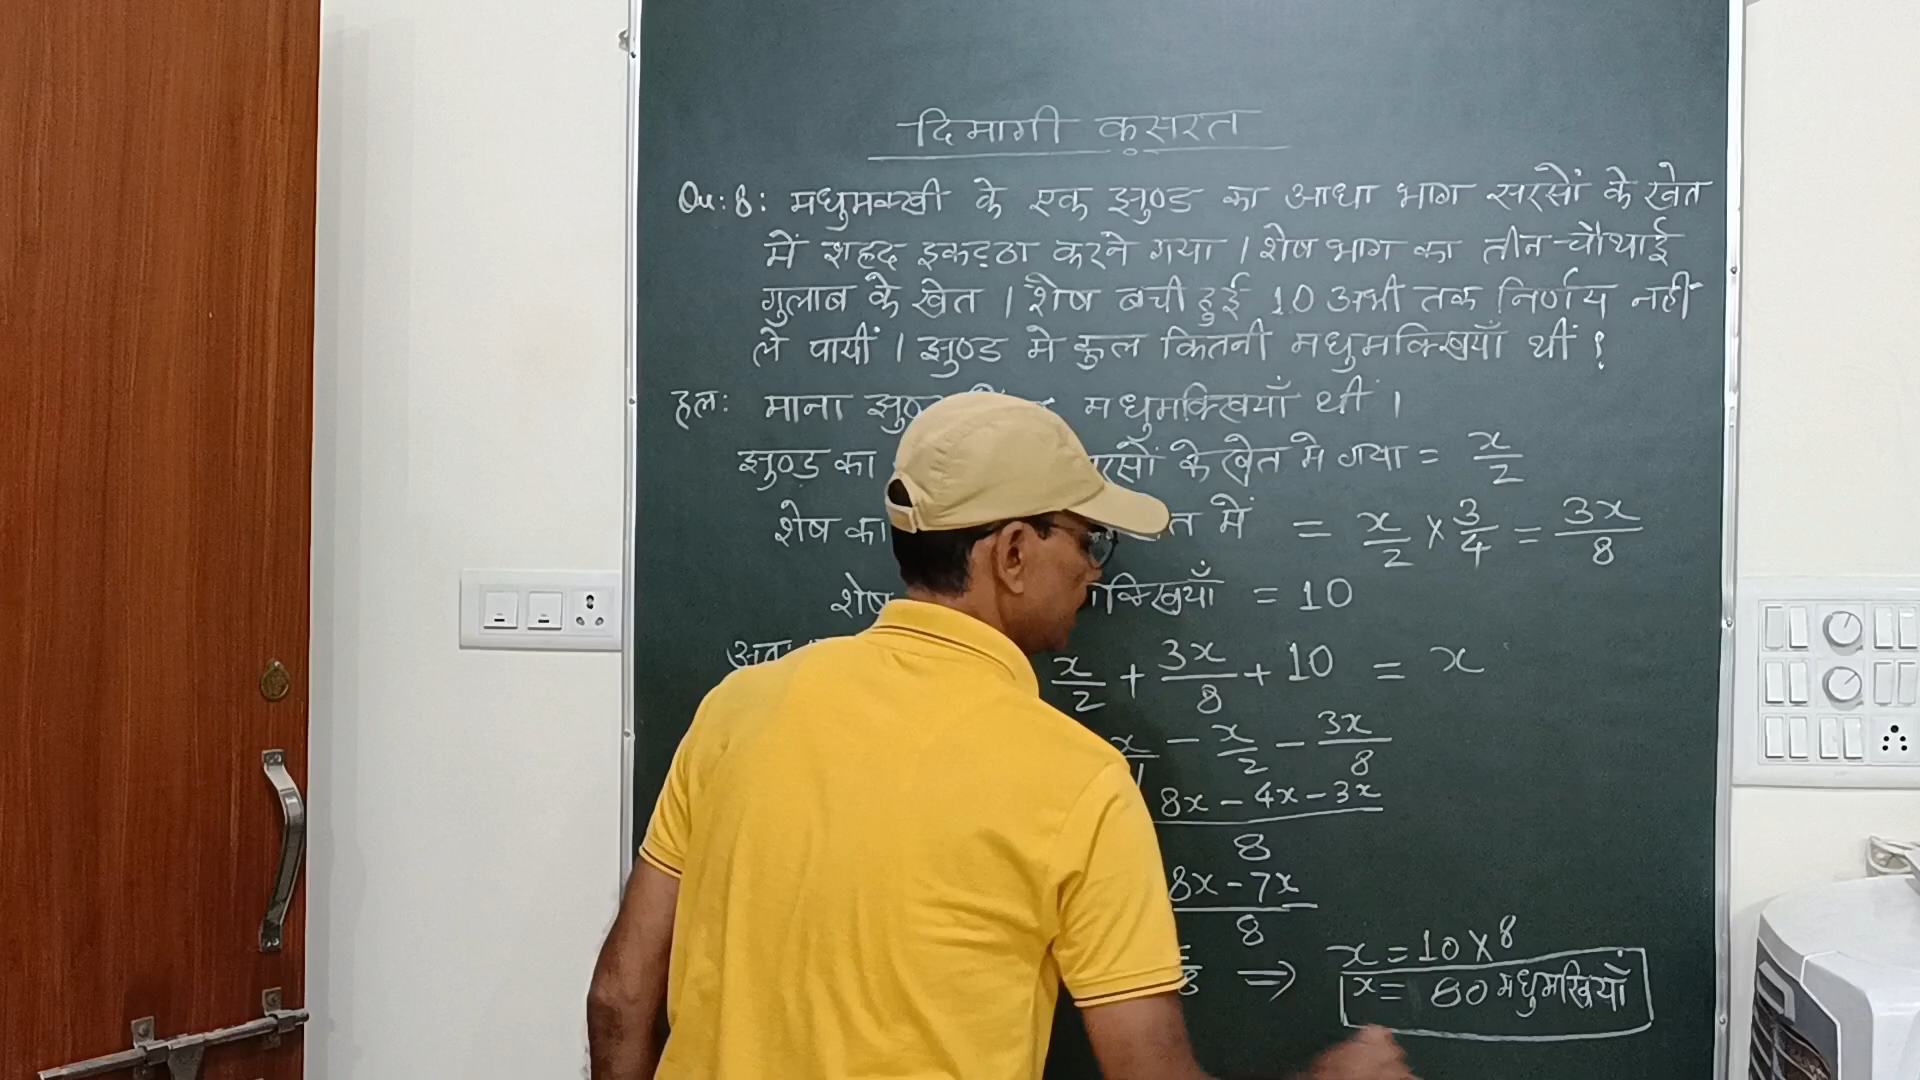 दिमागी कसरत
Qu: 8: मधुमक्खी के एक झुण्ड का आधा भाग सरसों के खेत
में शहद इकट्ठा करने गया । शेष भाग का तीन-चौथाई
गुलाब के खेत । शेष बची हुई 10 अभी तक निर्णय नहीं
ले पायीं । झुण्ड मे कुल कितनी मधुमक्खियाँ थीं ?
हल: माना मधुमक्खियाँ थी ।
झुण्ड का के खेत मे गया = x/2
शेष का में = x/2 × 3/4 = 3x/8
शेष = 10
x/2 + 3x/8 + 10 = x
x/1 - x/2 - 3x/8
8x - 4x - 3x
8
8x - 7x
8
⇒ x = 10 × 8
x = 80 मधुमखियाँ